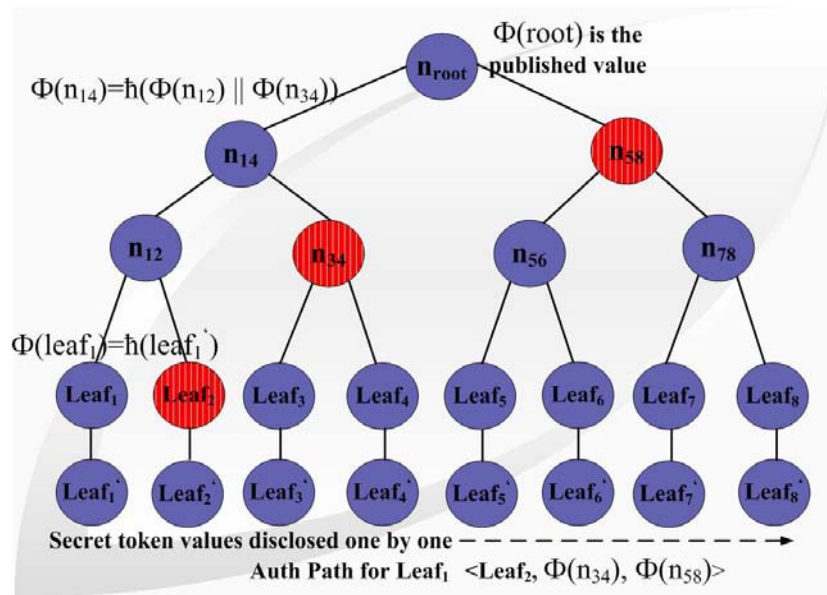 Φ(root) is the
published value
n_root
Φ(n₁₄)=ħ(Φ(n₁₂) || Φ(n₃₄))
n₁₄
n₅₈
n₁₂
n₃₄
n₅₆
n₇₈
Φ(leaf₁)=ħ(leaf₁‘)
Leaf₁ Leaf₂ Leaf₃ Leaf₄ Leaf₅ Leaf₆ Leaf₇ Leaf₈
Leaf₁‘ Leaf₂‘ Leaf₃‘ Leaf₄‘ Leaf₅‘ Leaf₆‘ Leaf₇‘ Leaf₈‘
Secret token values disclosed one by one
Auth Path for Leaf₁ <Leaf₂, Φ(n₃₄), Φ(n₅₈)>